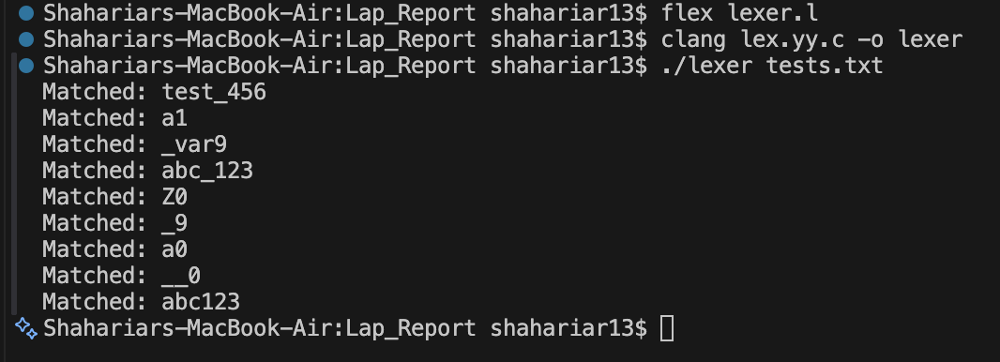 Shahariars-MacBook-Air:Lap_Report shahariar13$ flex lexer.l
Shahariars-MacBook-Air:Lap_Report shahariar13$ clang lex.yy.c -o lexer
Shahariars-MacBook-Air:Lap_Report shahariar13$ ./lexer tests.txt
Matched: test_456
Matched: a1
Matched: _var9
Matched: abc_123
Matched: Z0
Matched: _9
Matched: a0
Matched: __0
Matched: abc123
Shahariars-MacBook-Air:Lap_Report shahariar13$